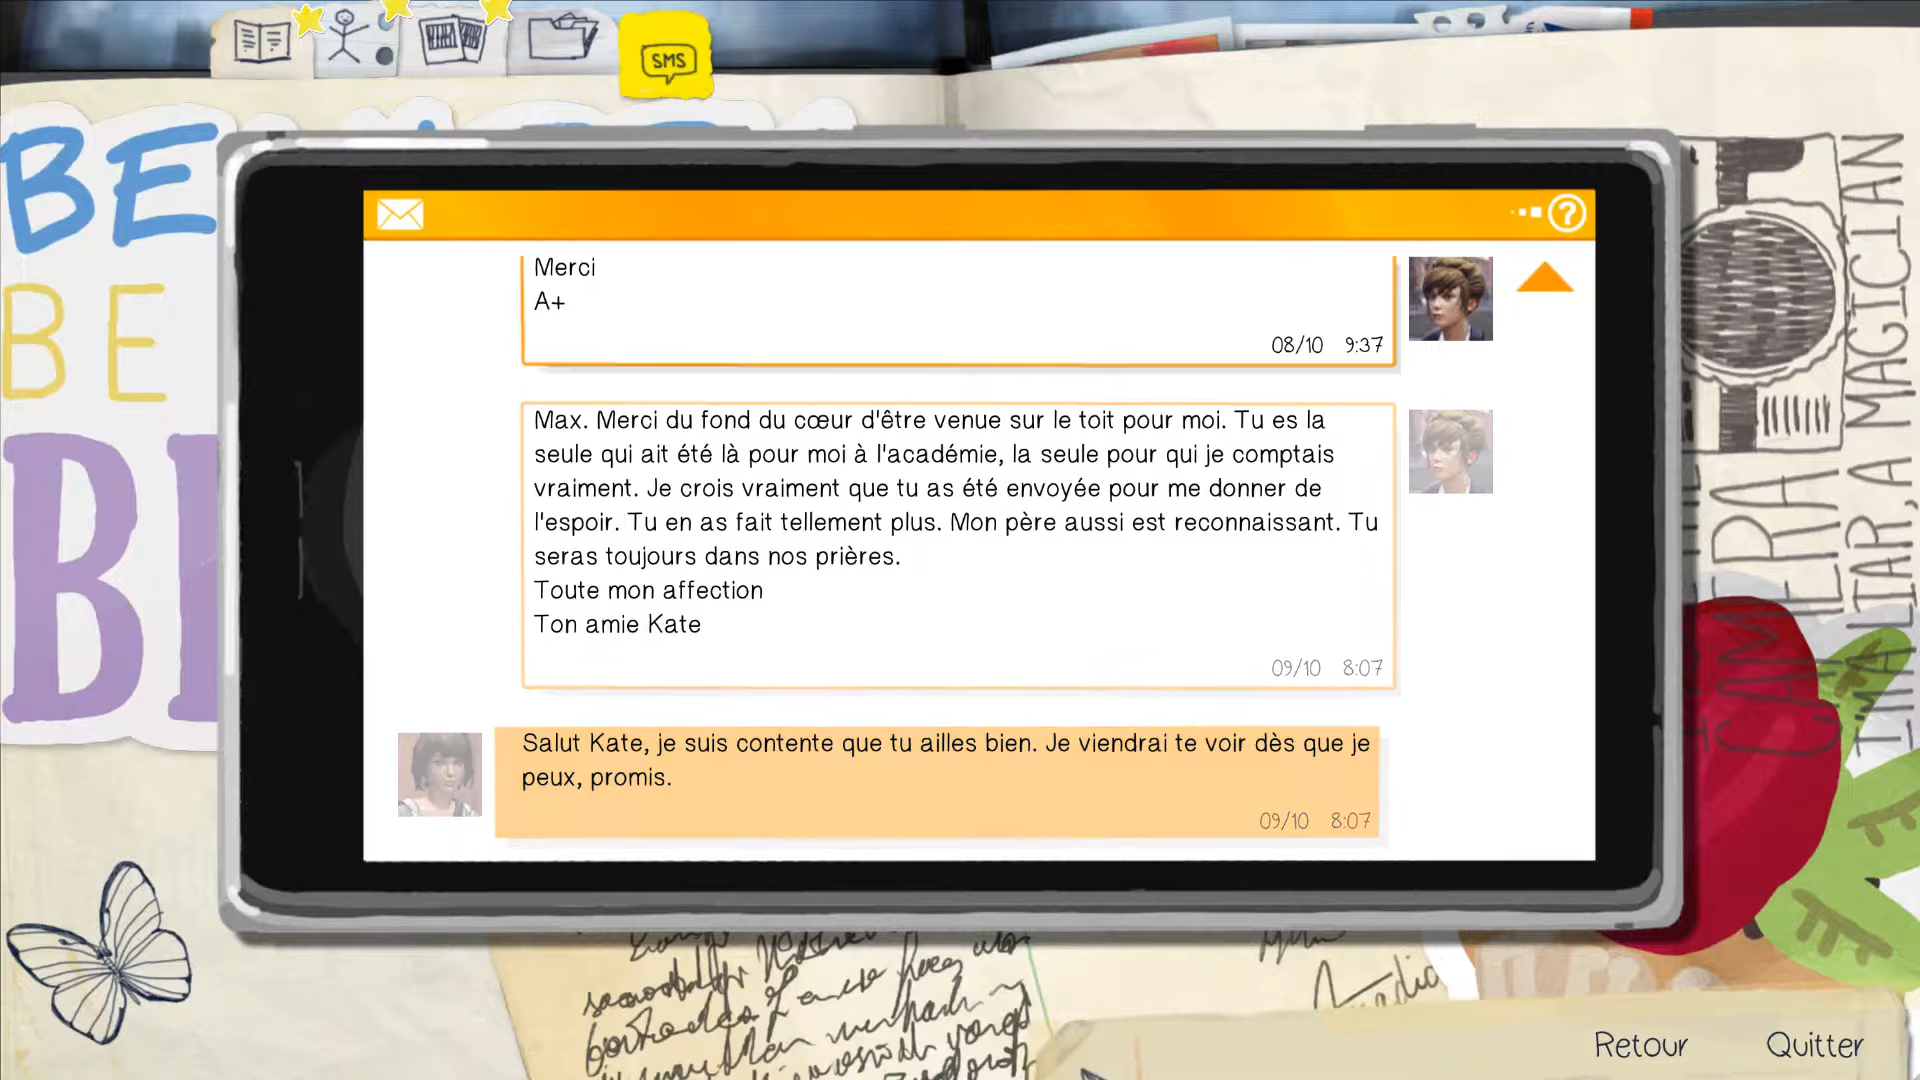 SMS
BE
BE
Merci
A+
08/10 9:37
Max. Merci du fond du cœur d'être venue sur le toit pour moi. Tu es la
seule qui ait été là pour moi à l'académie, la seule pour qui je comptais
vraiment. Je crois vraiment que tu as été envoyée pour me donner de
l'espoir. Tu en as fait tellement plus. Mon père aussi est reconnaissant. Tu
seras toujours dans nos prières.
Toute mon affection
Ton amie Kate
09/10 8:07
Salut Kate, je suis contente que tu ailles bien. Je viendrai te voir dès que je
peux, promis.
09/10 8:07
CAMERA
I'M A LIAR, A MAGICIAN
Retour Quitter